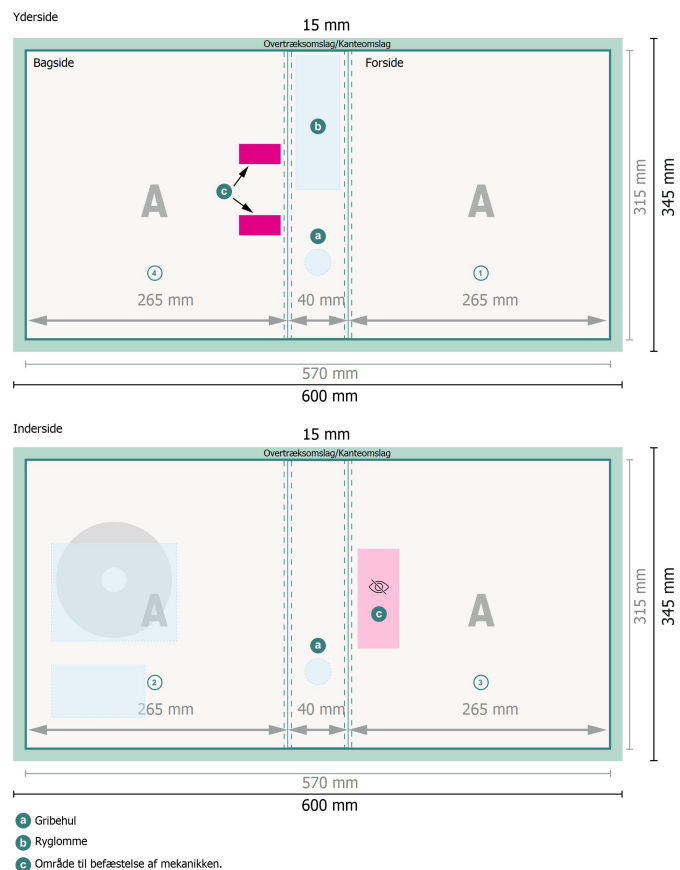 Yderside
15 mm
Overtræksomslag/Kanteomslag
Bagside
Forside
b
c
A
A
a
4
1
265 mm
40 mm
265 mm
315 mm
345 mm
570 mm
600 mm
Inderside
15 mm
Overtræksomslag/Kanteomslag
c
A
A
a
2
3
265 mm
40 mm
265 mm
315 mm
345 mm
570 mm
600 mm
a Gribehul
b Ryglomme
c Område til befæstelse af mekanikken.